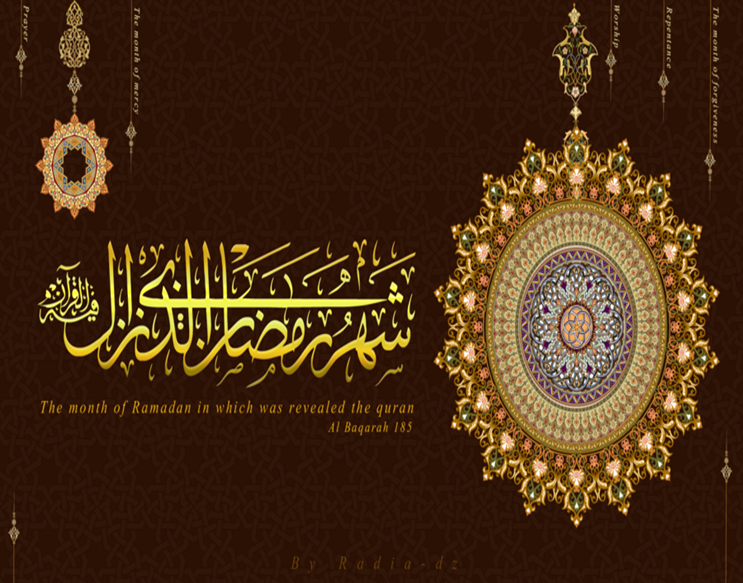 Prayer
The month of mercy
Worship
Repentance
The month of forgiveness
شهر رمضان الذي أنزل
فيه القرآن
The month of Ramadan in which was revealed the quran
Al Baqarah 185
By Radia-dz